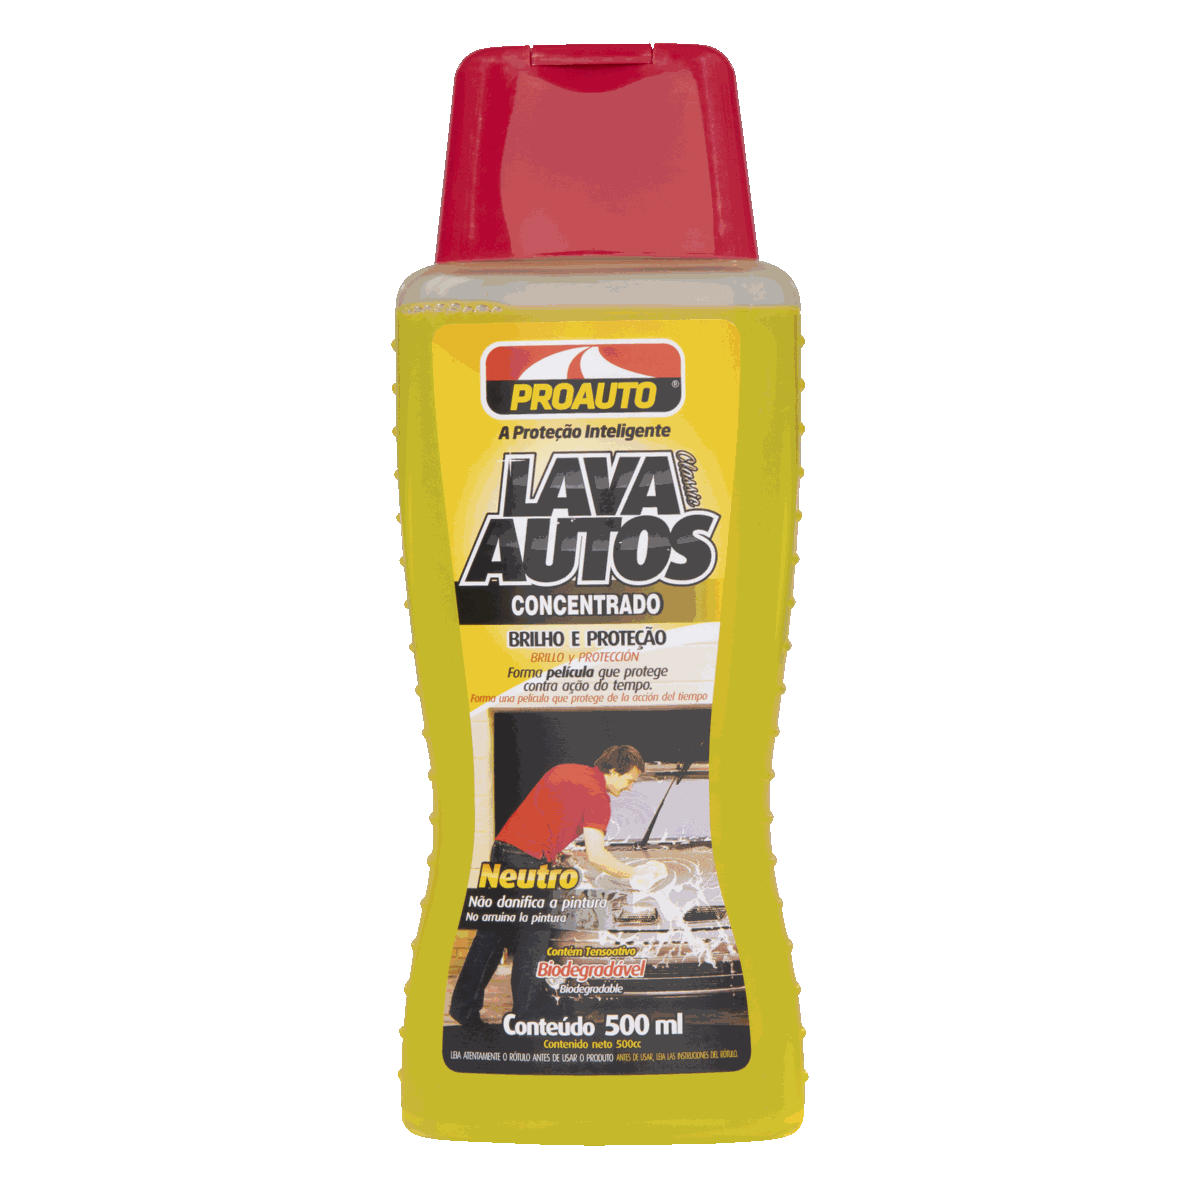 PROAUTO ®
A Proteção Inteligente
LAVA Classic
AUTOS
CONCENTRADO
BRILHO E PROTEÇÃO
BRILLO y PROTECCIÓN
Forma película que protege
contra ação do tempo.
Forma una película que protege de la acción del tiempo
Neutro
Não danifica a pintura
No arruina la pintura
Contém Tensoativo
Biodegradável
Biodegradable
Conteúdo 500 ml
Contenido neto 500cc
LEIA ATENTAMENTE O RÓTULO ANTES DE USAR O PRODUTO ANTES DE USAR, LEIA LAS INSTRUCIONES DEL RÓTULO.